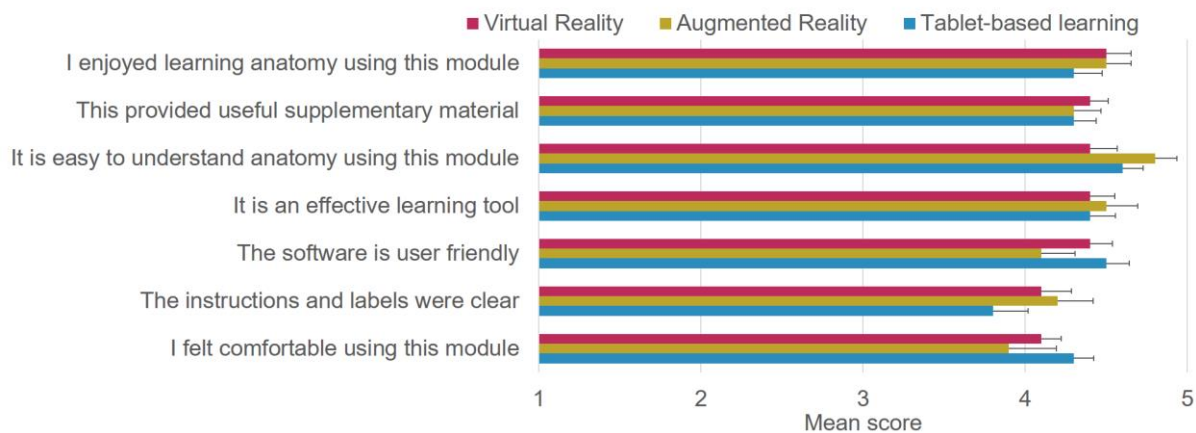 Virtual Reality Augmented Reality Tablet-based learning
I enjoyed learning anatomy using this module
This provided useful supplementary material
It is easy to understand anatomy using this module
It is an effective learning tool
The software is user friendly
The instructions and labels were clear
I felt comfortable using this module
1 2 3 4 5
Mean score